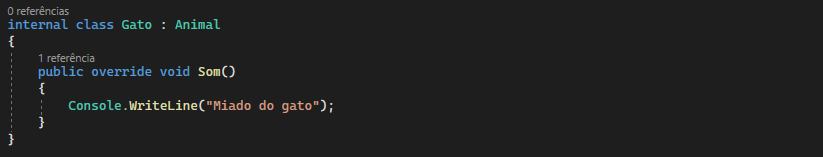 0 referências
internal class Gato : Animal
{
1 referência
public override void Som()
{
Console.WriteLine("Miado do gato");
}
}